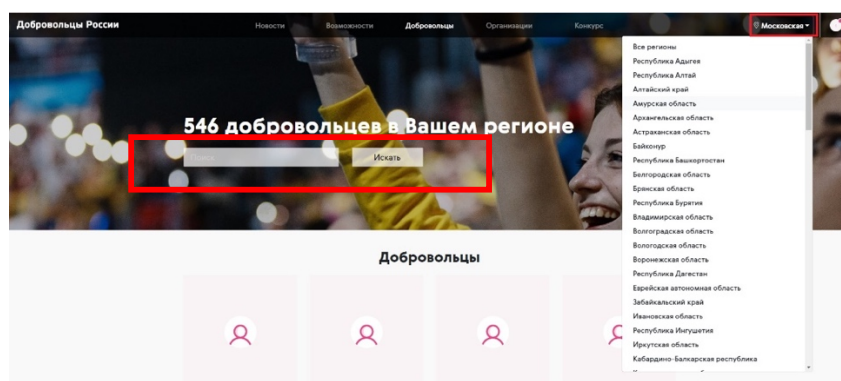 Добровольцы России
Новости Возможности Добровольцы Организации Конкурс Московская
546 добровольцев в Вашем регионе
Поиск Искать
Добровольцы
Все регионы
Республика Адыгея
Республика Алтай
Алтайский край
Амурская область
Архангельская область
Астраханская область
Байконур
Республика Башкортостан
Белгородская область
Брянская область
Республика Бурятия
Владимирская область
Волгоградская область
Вологодская область
Воронежская область
Республика Дагестан
Еврейская автономная область
Забайкальский край
Ивановская область
Республика Ингушетия
Иркутская область
Кабардино-Балкарская республика